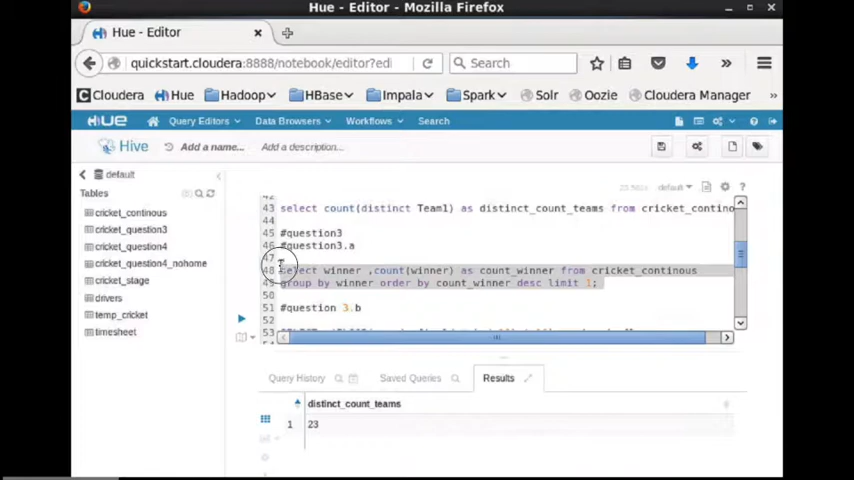 Hue - Editor - Mozilla Firefox
Hue - Editor
quickstart.cloudera:8888/notebook/editor?edi
Search
Cloudera Hue Hadoop HBase Impala Spark Solr Oozie Cloudera Manager
HUE Query Editors Data Browsers Workflows Search
Hive Add a name... Add a description...
default
default
Tables
cricket_continous
cricket_question3
cricket_question4
cricket_question4_nohome
cricket_stage
drivers
temp_cricket
timesheet
42
43 select count(distinct Team1) as distinct_count_teams from cricket_contino
44
45 #question3
46 #question3.a
47
48 select winner ,count(winner) as count_winner from cricket_continous
49 group by winner order by count_winner desc limit 1;
50
51 #question 3.b
52
53
Query History Saved Queries Results
distinct_count_teams
1 23